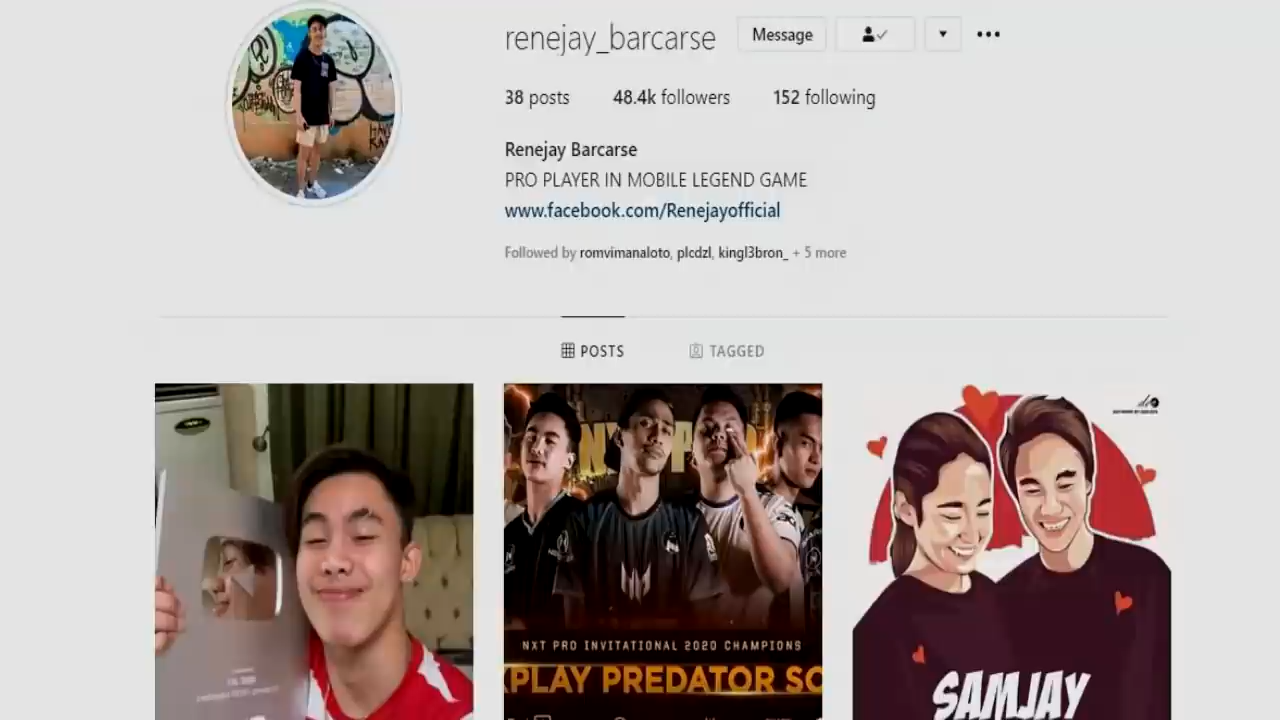 renejay_barcarse Message
38 posts 48.4k followers 152 following
Renejay Barcarse
PRO PLAYER IN MOBILE LEGEND GAME
www.facebook.com/Renejayofficial
Followed by romvimanaloto, plcdzl, kingl3bron_ + 5 more
POSTS TAGGED
NXT PRO INVITATIONAL 2020 CHAMPIONS
PLAY PREDATOR SO
SAMJAY